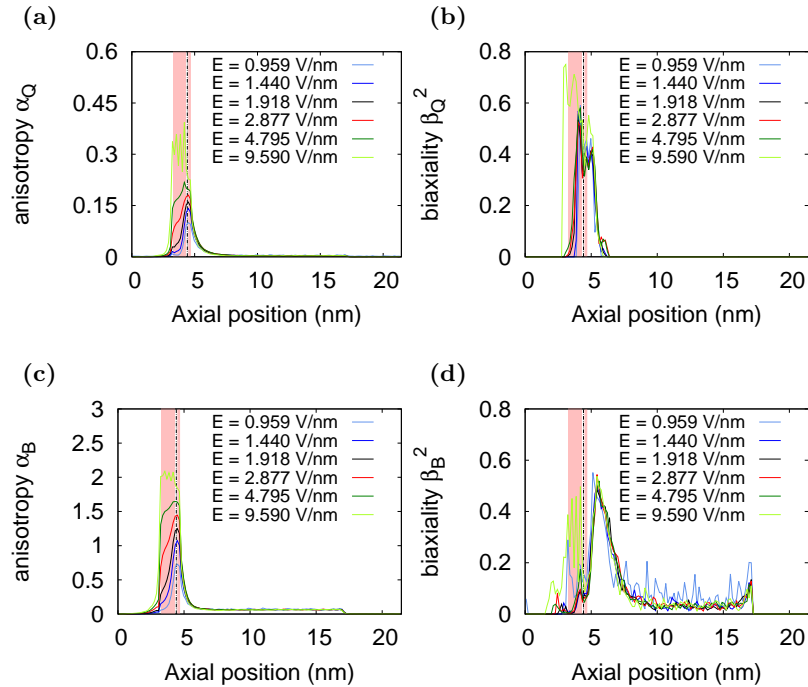 (a)
anisotropy α_Q
0.6
0.45
0.3
0.15
0
E = 0.959 V/nm
E = 1.440 V/nm
E = 1.918 V/nm
E = 2.877 V/nm
E = 4.795 V/nm
E = 9.590 V/nm
0 5 10 15 20
Axial position (nm)
(b)
biaxiality β_Q^2
0.8
0.6
0.4
0.2
0
E = 0.959 V/nm
E = 1.440 V/nm
E = 1.918 V/nm
E = 2.877 V/nm
E = 4.795 V/nm
E = 9.590 V/nm
0 5 10 15 20
Axial position (nm)
(c)
anisotropy α_B
3
2.5
2
1.5
1
0.5
0
E = 0.959 V/nm
E = 1.440 V/nm
E = 1.918 V/nm
E = 2.877 V/nm
E = 4.795 V/nm
E = 9.590 V/nm
0 5 10 15 20
Axial position (nm)
(d)
biaxiality β_B^2
0.8
0.6
0.4
0.2
0
E = 0.959 V/nm
E = 1.440 V/nm
E = 1.918 V/nm
E = 2.877 V/nm
E = 4.795 V/nm
E = 9.590 V/nm
0 5 10 15 20
Axial position (nm)